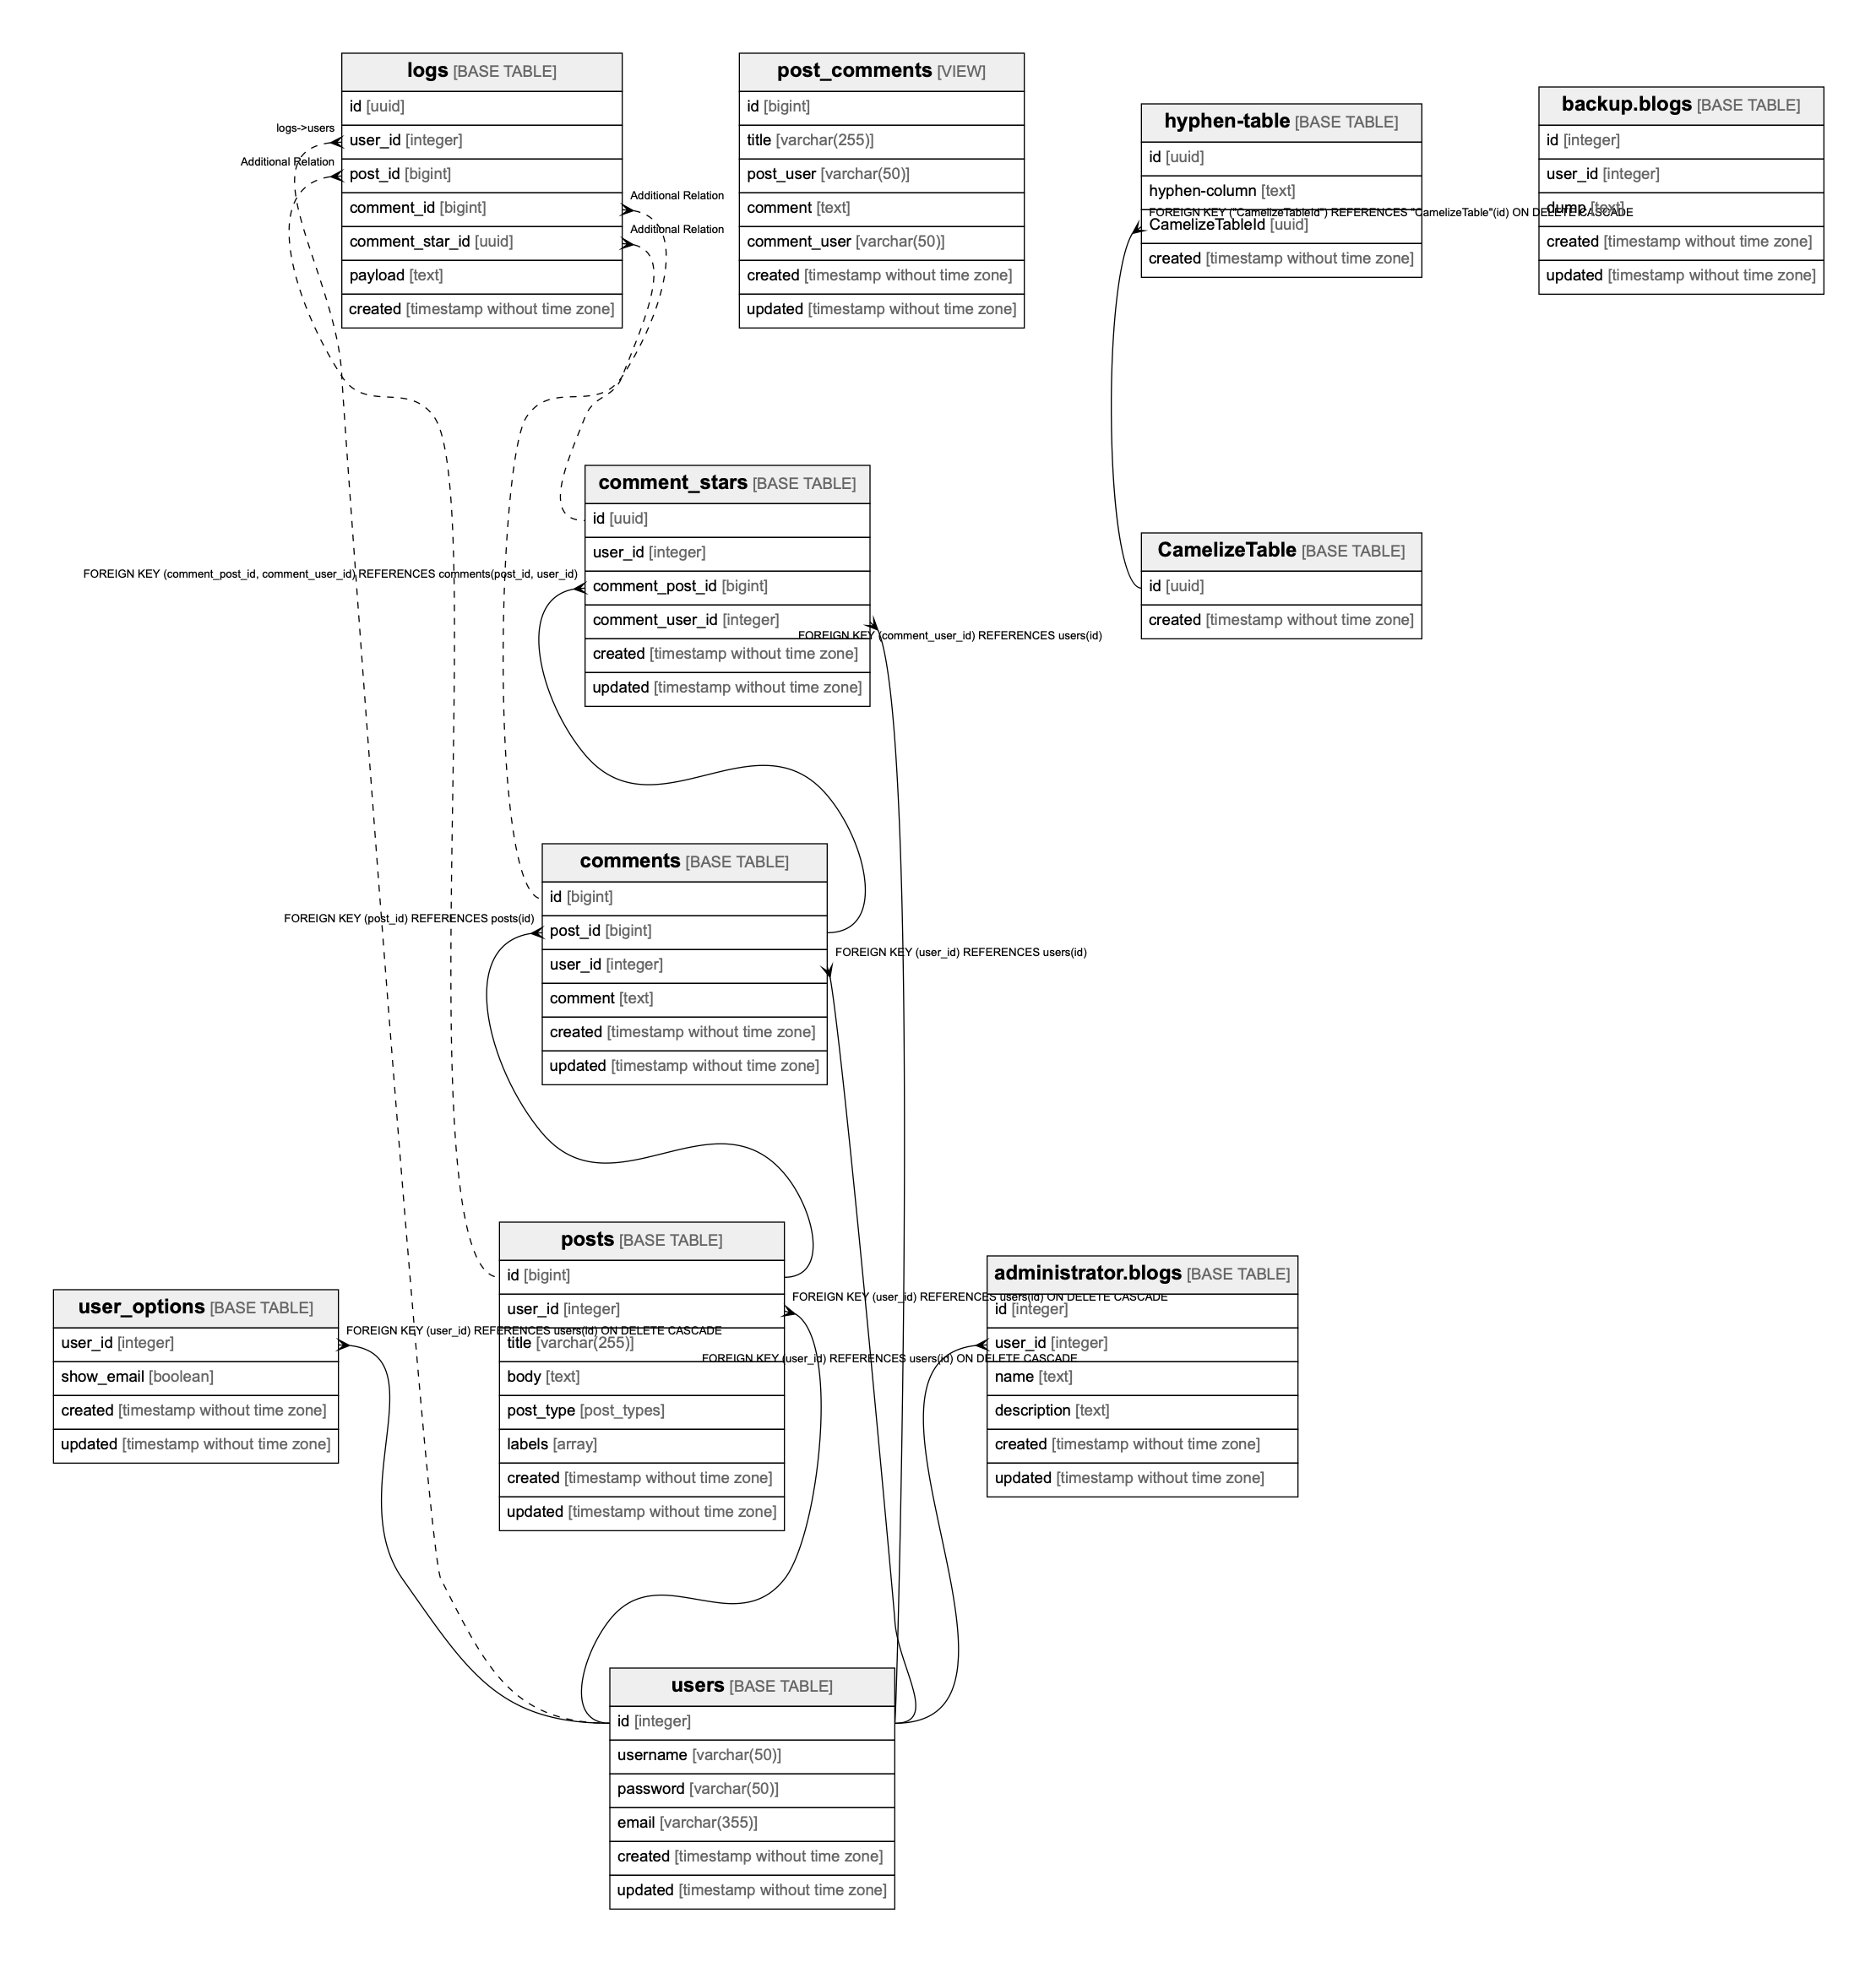 logs [BASE TABLE]
id [uuid]
logs->users
user_id [integer]
Additional Relation
post_id [bigint]
comment_id [bigint]
Additional Relation
comment_star_id [uuid]
Additional Relation
payload [text]
created [timestamp without time zone]
post_comments [VIEW]
id [bigint]
title [varchar(255)]
post_user [varchar(50)]
comment [text]
comment_user [varchar(50)]
created [timestamp without time zone]
updated [timestamp without time zone]
hyphen-table [BASE TABLE]
id [uuid]
hyphen-column [text]
FOREIGN KEY ("CamelizeTableId") REFERENCES "CamelizeTable"(id) ON DELETE CASCADE
CamelizeTableId [uuid]
created [timestamp without time zone]
backup.blogs [BASE TABLE]
id [integer]
user_id [integer]
dump [text]
created [timestamp without time zone]
updated [timestamp without time zone]
comment_stars [BASE TABLE]
id [uuid]
user_id [integer]
FOREIGN KEY (comment_post_id, comment_user_id) REFERENCES comments(post_id, user_id)
comment_post_id [bigint]
comment_user_id [integer]
FOREIGN KEY (comment_user_id) REFERENCES users(id)
created [timestamp without time zone]
updated [timestamp without time zone]
CamelizeTable [BASE TABLE]
id [uuid]
created [timestamp without time zone]
comments [BASE TABLE]
id [bigint]
FOREIGN KEY (post_id) REFERENCES posts(id)
post_id [bigint]
FOREIGN KEY (user_id) REFERENCES users(id)
user_id [integer]
comment [text]
created [timestamp without time zone]
updated [timestamp without time zone]
posts [BASE TABLE]
id [bigint]
FOREIGN KEY (user_id) REFERENCES users(id) ON DELETE CASCADE
user_id [integer]
title [varchar(255)]
body [text]
post_type [post_types]
labels [array]
created [timestamp without time zone]
updated [timestamp without time zone]
administrator.blogs [BASE TABLE]
id [integer]
user_id [integer]
FOREIGN KEY (user_id) REFERENCES users(id) ON DELETE CASCADE
name [text]
description [text]
created [timestamp without time zone]
updated [timestamp without time zone]
user_options [BASE TABLE]
FOREIGN KEY (user_id) REFERENCES users(id) ON DELETE CASCADE
user_id [integer]
show_email [boolean]
created [timestamp without time zone]
updated [timestamp without time zone]
users [BASE TABLE]
id [integer]
username [varchar(50)]
password [varchar(50)]
email [varchar(355)]
created [timestamp without time zone]
updated [timestamp without time zone]